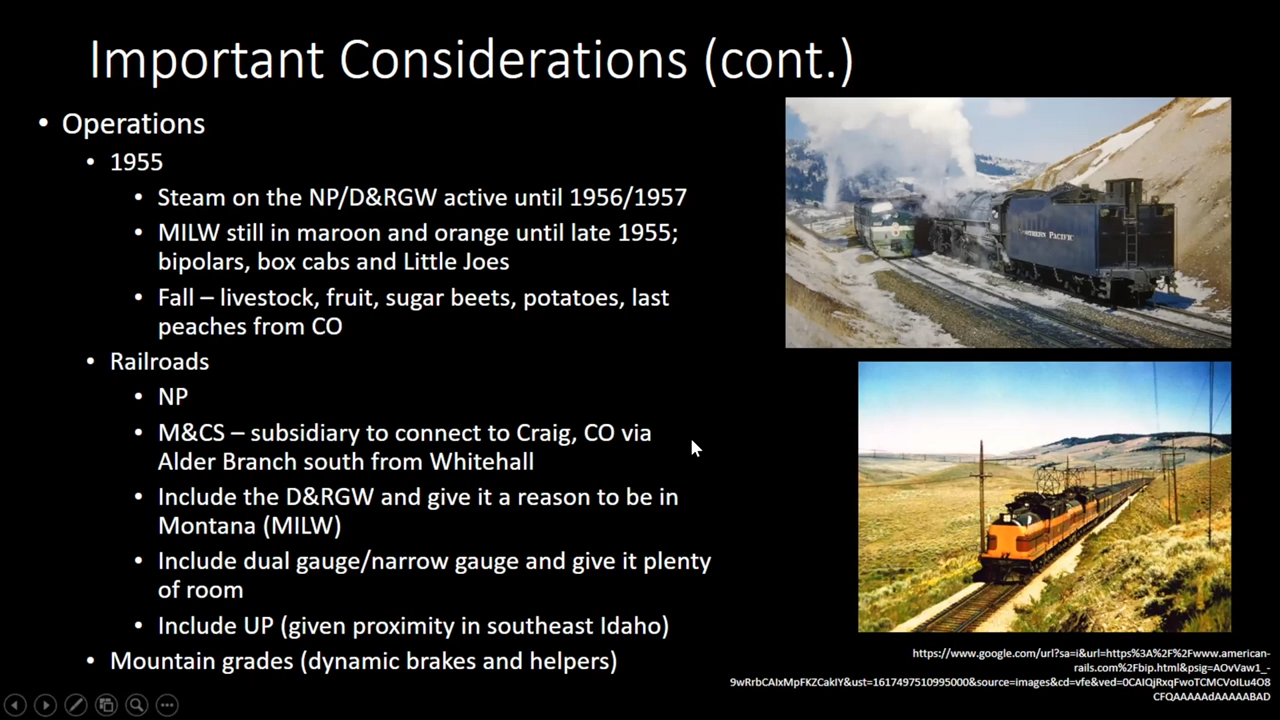 Important Considerations (cont.)
• Operations
• 1955
• Steam on the NP/D&RGW active until 1956/1957
• MILW still in maroon and orange until late 1955;
bipolars, box cabs and Little Joes
• Fall – livestock, fruit, sugar beets, potatoes, last
peaches from CO
• Railroads
• NP
• M&CS – subsidiary to connect to Craig, CO via
Alder Branch south from Whitehall
• Include the D&RGW and give it a reason to be in
Montana (MILW)
• Include dual gauge/narrow gauge and give it plenty
of room
• Include UP (given proximity in southeast Idaho)
• Mountain grades (dynamic brakes and helpers)
NORTHERN PACIFIC
https://www.google.com/url?sa=i&url=https%3A%2F%2Fwww.american-
rails.com%2Fbip.html&psig=AOvVaw1_-
9wRrbCAIxMpFKZCakIY&ust=1617497510995000&source=images&cd=vfe&ved=0CAIQjRxqFwoTCMCVoILu4O8
CFQAAAAAdAAAAABAD